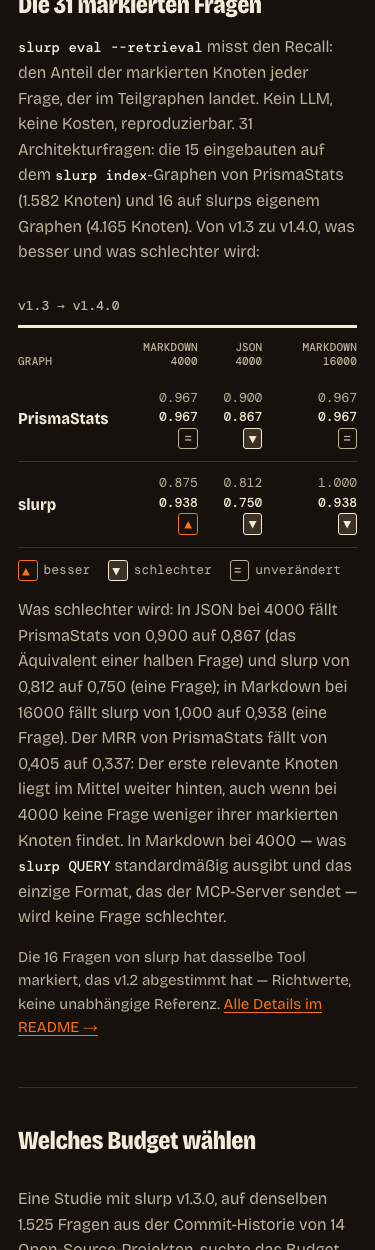 Die 31 markierten Fragen
slurp eval --retrieval misst den Recall:
den Anteil der markierten Knoten jeder
Frage, der im Teilgraphen landet. Kein LLM,
keine Kosten, reproduzierbar. 31
Architekturfragen: die 15 eingebauten auf
dem slurp index-Graphen von PrismaStats
(1.582 Knoten) und 16 auf slurps eigenem
Graphen (4.165 Knoten). Von v1.3 zu v1.4.0, was
besser und was schlechter wird:
v1.3 → v1.4.0
MARKDOWN JSON MARKDOWN
GRAPH 4000 4000 16000
0.967 0.900 0.967
PrismaStats 0.967 0.867 0.967
= ▼ =
0.875 0.812 1.000
slurp 0.938 0.750 0.938
▲ ▼ ▼
▲ besser ▼ schlechter = unverändert
Was schlechter wird: In JSON bei 4000 fällt
PrismaStats von 0,900 auf 0,867 (das
Äquivalent einer halben Frage) und slurp von
0,812 auf 0,750 (eine Frage); in Markdown bei
16000 fällt slurp von 1,000 auf 0,938 (eine
Frage). Der MRR von PrismaStats fällt von
0,405 auf 0,337: Der erste relevante Knoten
liegt im Mittel weiter hinten, auch wenn bei
4000 keine Frage weniger ihrer markierten
Knoten findet. In Markdown bei 4000 — was
slurp QUERY standardmäßig ausgibt und das
einzige Format, das der MCP-Server sendet —
wird keine Frage schlechter.
Die 16 Fragen von slurp hat dasselbe Tool
markiert, das v1.2 abgestimmt hat — Richtwerte,
keine unabhängige Referenz. Alle Details im
README →
Welches Budget wählen
Eine Studie mit slurp v1.3.0, auf denselben
1.525 Fragen aus der Commit-Historie von 14
Open-Source-Projekten, suchte das Budget